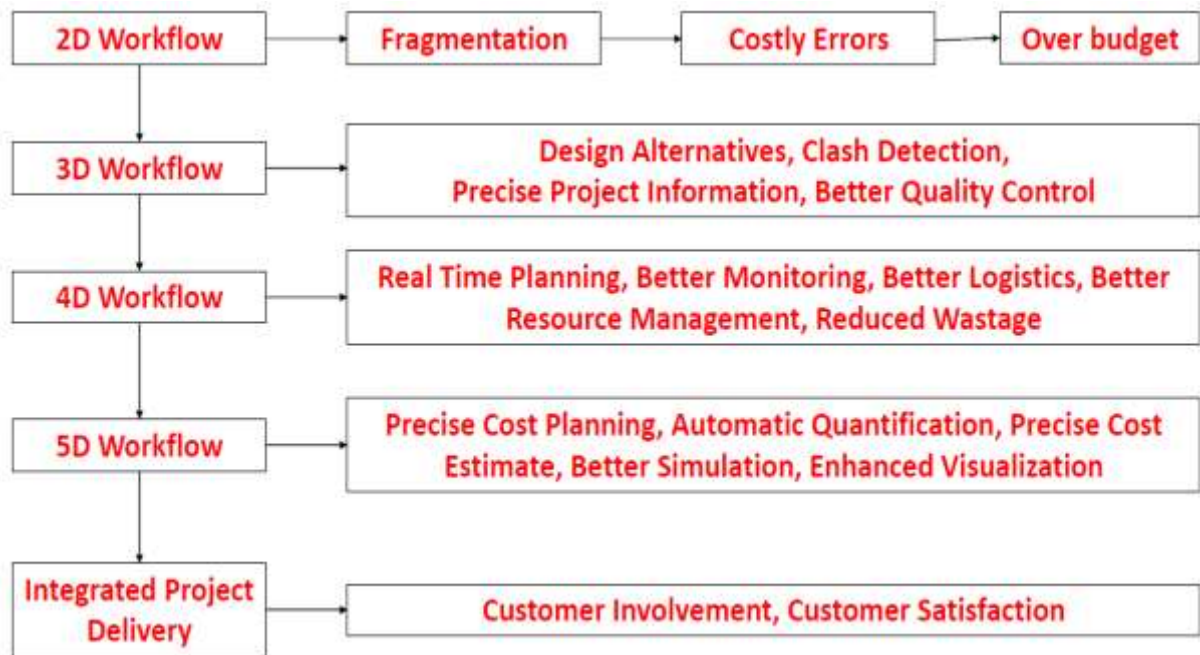 2D Workflow
Fragmentation
Costly Errors
Over budget
3D Workflow
Design Alternatives, Clash Detection,
Precise Project Information, Better Quality Control
4D Workflow
Real Time Planning, Better Monitoring, Better Logistics, Better
Resource Management, Reduced Wastage
5D Workflow
Precise Cost Planning, Automatic Quantification, Precise Cost
Estimate, Better Simulation, Enhanced Visualization
Integrated Project
Delivery
Customer Involvement, Customer Satisfaction